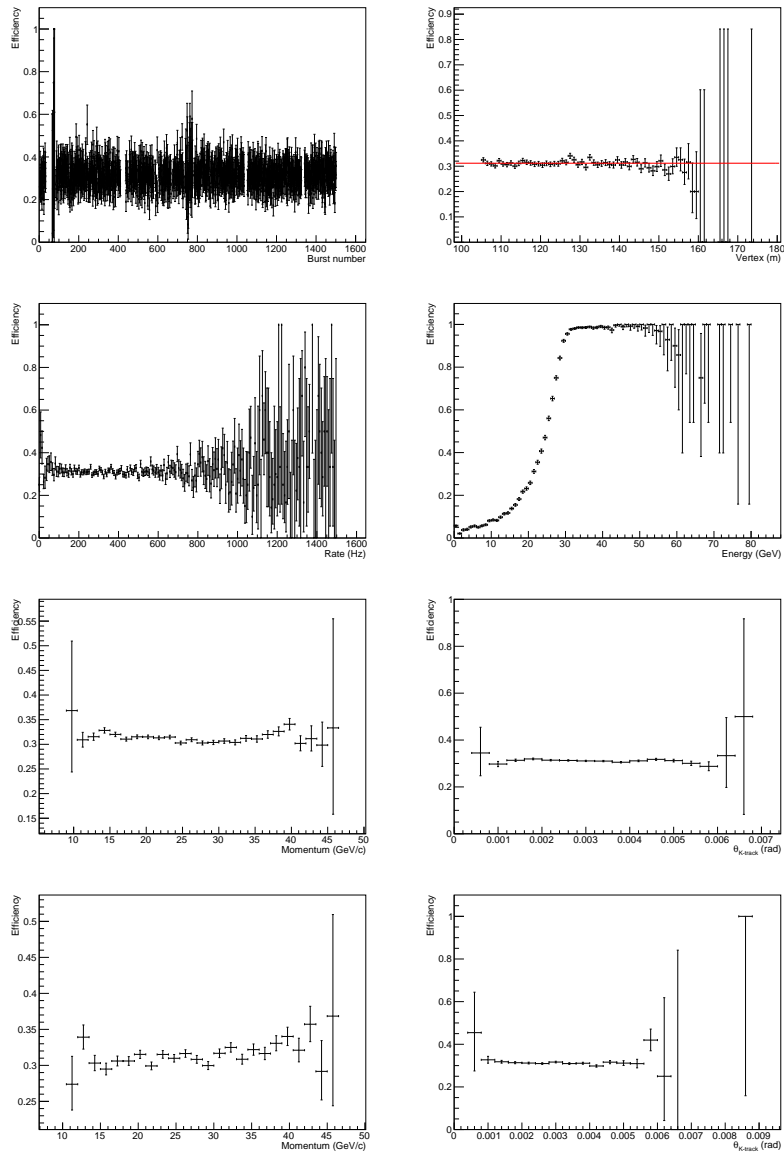 Efficiency
1
0.8
0.6
0.4
0.2
0
0 200 400 600 800 1000 1200 1400 1600
Burst number
Efficiency
0.9
0.8
0.7
0.6
0.5
0.4
0.3
0.2
0.1
0
100 110 120 130 140 150 160 170 180
Vertex (m)
Efficiency
1
0.8
0.6
0.4
0.2
0
0 200 400 600 800 1000 1200 1400 1600
Rate (Hz)
Efficiency
1
0.8
0.6
0.4
0.2
0
0 10 20 30 40 50 60 70 80
Energy (GeV)
Efficiency
0.55
0.5
0.45
0.4
0.35
0.3
0.25
0.2
0.15
10 15 20 25 30 35 40 45 50
Momentum (GeV/c)
Efficiency
1
0.8
0.6
0.4
0.2
0
0 0.001 0.002 0.003 0.004 0.005 0.006 0.007
θK-track (rad)
Efficiency
0.5
0.45
0.4
0.35
0.3
0.25
10 15 20 25 30 35 40 45 50
Momentum (GeV/c)
Efficiency
1
0.8
0.6
0.4
0.2
0
0 0.001 0.002 0.003 0.004 0.005 0.006 0.007 0.008 0.009
θK-track (rad)